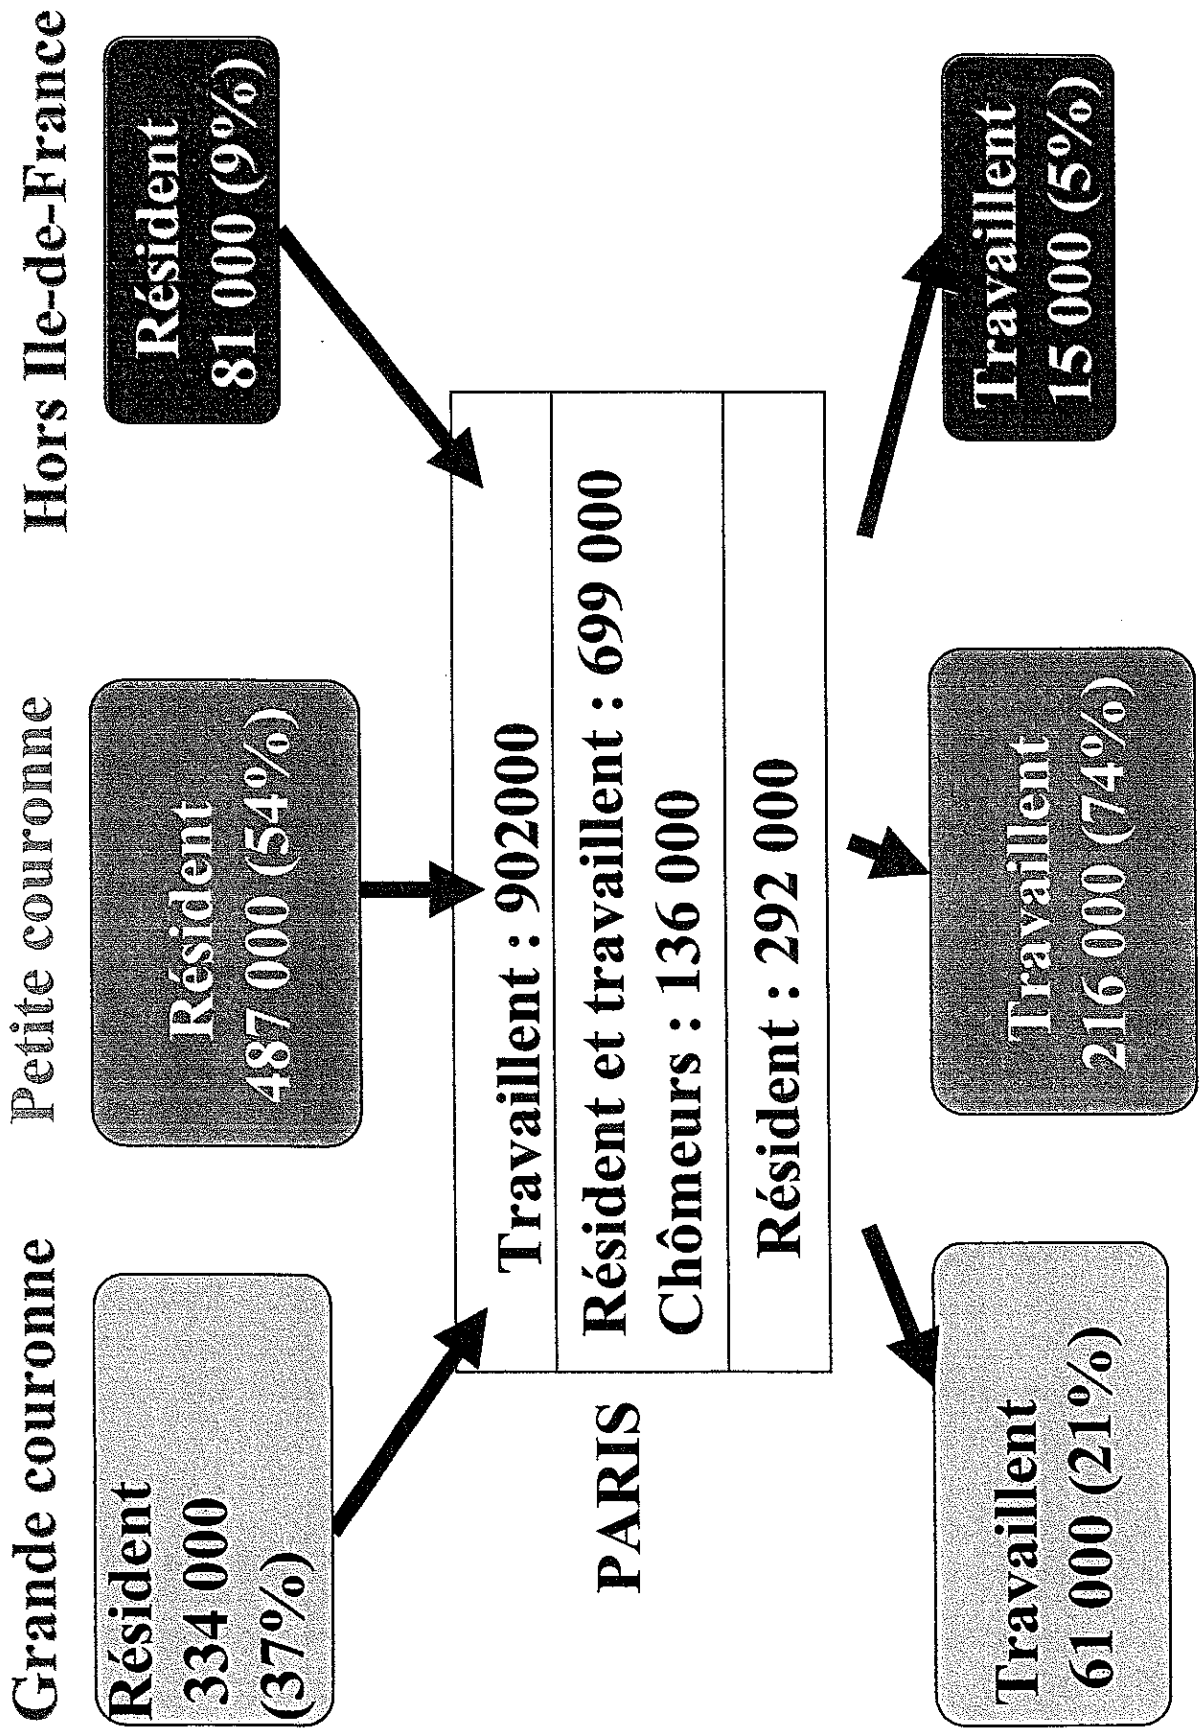 Grande couronne
Petite couronne
Hors Ile-de-France
Résident
334 000
(37%)
Résident
487 000 (54%)
Résident
81 000 (9%)
PARIS
Travaillent : 902000
Résident et travaillent : 699 000
Chômeurs : 136 000
Résident : 292 000
Travaillent
61 000 (21%)
Travaillent
216 000 (74%)
Travaillent
15 000 (5%)